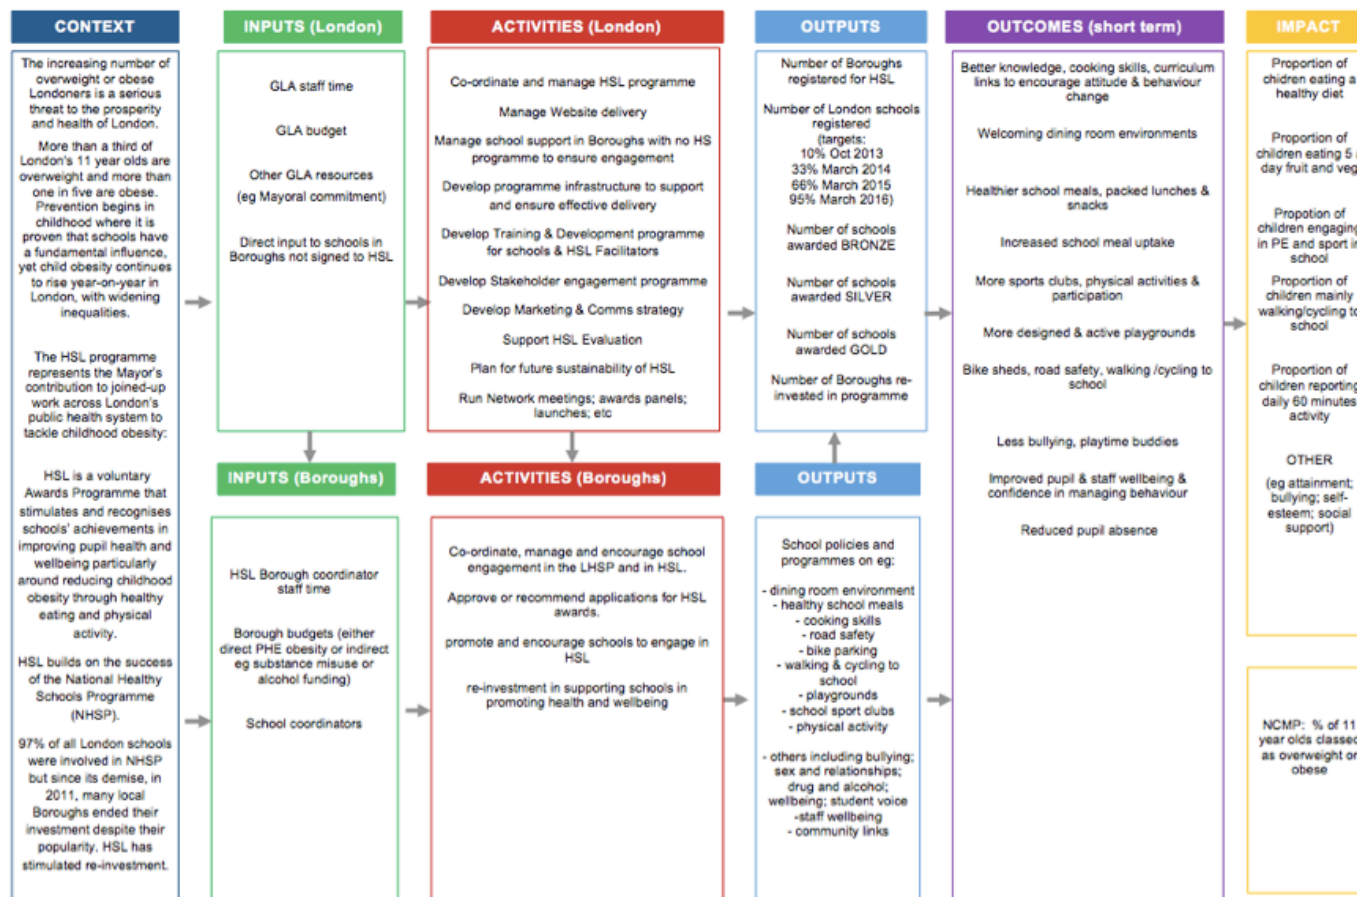 CONTEXT
The increasing number of
overweight or obese
Londoners is a serious
threat to the prosperity
and health of London.
More than a third of
London's 11 year olds are
overweight and more than
one in five are obese.
Prevention begins in
childhood where it is
proven that schools have
a fundamental influence,
yet child obesity continues
to rise year-on-year in
London, with widening
inequalities.
The HSL programme
represents the Mayor's
contribution to joined-up
work across London's
public health system to
tackle childhood obesity:
HSL is a voluntary
Awards Programme that
stimulates and recognises
schools' achievements in
improving pupil health and
wellbeing particularly
around reducing childhood
obesity through healthy
eating and physical
activity.
HSL builds on the success
of the National Healthy
Schools Programme
(NHSP).
97% of all London schools
were involved in NHSP
but since its demise, in
2011, many local
Boroughs ended their
investment despite their
popularity. HSL has
stimulated re-investment.
INPUTS (London)
GLA staff time
GLA budget
Other GLA resources
(eg Mayoral commitment)
Direct input to schools in
Boroughs not signed to HSL
INPUTS (Boroughs)
HSL Borough coordinator
staff time
Borough budgets (either
direct PHE obesity or indirect
eg substance misuse or
alcohol funding)
School coordinators
ACTIVITIES (London)
Co-ordinate and manage HSL programme
Manage Website delivery
Manage school support in Boroughs with no HS
programme to ensure engagement
Develop programme infrastructure to support
and ensure effective delivery
Develop Training & Development programme
for schools & HSL Facilitators
Develop Stakeholder engagement programme
Develop Marketing & Comms strategy
Support HSL Evaluation
Plan for future sustainability of HSL
Run Network meetings; awards panels;
launches; etc
ACTIVITIES (Boroughs)
Co-ordinate, manage and encourage school
engagement in the LHSP and in HSL.
Approve or recommend applications for HSL
awards.
promote and encourage schools to engage in
HSL
re-investment in supporting schools in
promoting health and wellbeing
OUTPUTS
Number of Boroughs
registered for HSL
Number of London schools
registered
(targets:
10% Oct 2013
33% March 2014
66% March 2015
95% March 2016)
Number of schools
awarded BRONZE
Number of schools
awarded SILVER
Number of schools
awarded GOLD
Number of Boroughs re-
invested in programme
OUTPUTS
School policies and
programmes on eg:
- dining room environment
- healthy school meals
- cooking skills
- road safety
- bike parking
- walking & cycling to
school
- playgrounds
- school sport clubs
- physical activity
- others including bullying;
sex and relationships;
drug and alcohol;
wellbeing; student voice
-staff wellbeing
- community links
OUTCOMES (short term)
Better knowledge, cooking skills, curriculum
links to encourage attitude & behaviour
change
Welcoming dining room environments
Healthier school meals, packed lunches &
snacks
Increased school meal uptake
More sports clubs, physical activities &
participation
More designed & active playgrounds
Bike sheds, road safety, walking /cycling to
school
Less bullying, playtime buddies
Improved pupil & staff wellbeing &
confidence in managing behaviour
Reduced pupil absence
IMPACT
Proportion of
chidren eating a
healthy diet
Proportion of
children eating 5 a
day fruit and veg
Propotion of
children engaging
in PE and sport in
school
Proportion of
children mainly
walking/cycling to
school
Proportion of
children reporting
daily 60 minutes
activity
OTHER
(eg attainment;
bullying; self-
esteem; social
support)
NCMP: % of 11
year olds classed
as overweight or
obese